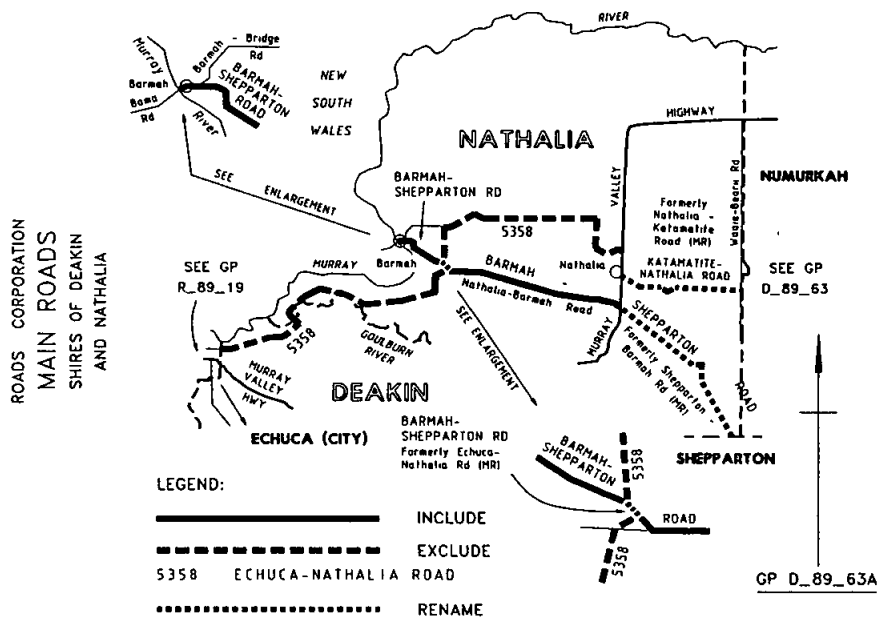 RIVER
Murray
Barmah - Bridge
Rd
BARMAH-
SHEPPARTON
ROAD
Barmah
Bama
Rd
River
NEW
SOUTH
WALES
SEE ENLARGEMENT
NATHALIA
HIGHWAY
VALLEY
BARMAH-
SHEPPARTON RD
5358
Formerly
Nathalia -
Katamatite
Road (MR)
Waaia-Bearii Rd
NUMURKAH
Nathalia
KATAMATITE-
NATHALIA ROAD
SEE GP
D_89_63
Barmah
BARMAH
Nathalia-Barmah Road
SHEPPARTON
Formerly Shepparton -
Barmah Rd (MR)
ROAD
MURRAY
MURRAY
ROADS CORPORATION
MAIN ROADS
SHIRES OF DEAKIN
AND NATHALIA
SEE GP
R_89_19
5358
GOULBURN
RIVER
SEE ENLARGEMENT
MURRAY
VALLEY
HWY
DEAKIN
ECHUCA (CITY)
BARMAH-
SHEPPARTON RD
Formerly Echuca-
Nathalia Rd (MR)
SHEPPARTON
BARMAH-
SHEPPARTON
5358
ROAD
5358
LEGEND:
INCLUDE
EXCLUDE
5358 ECHUCA-NATHALIA ROAD
RENAME
GP D_89_63A